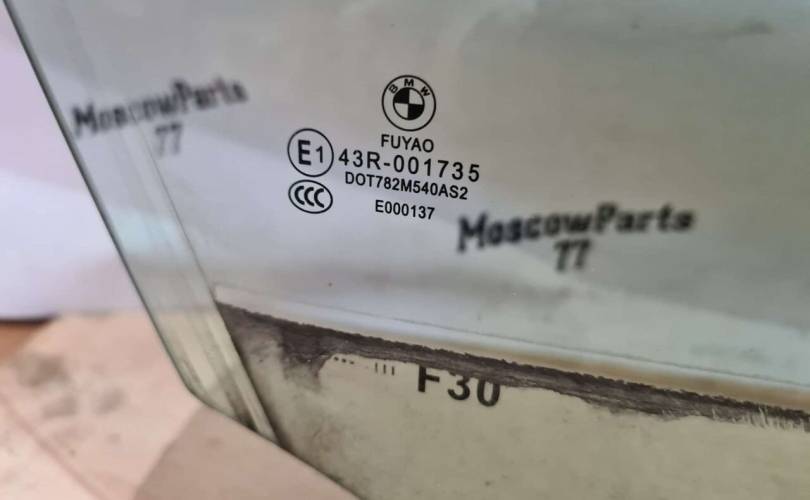 MoscowParts
77
BMW
FUYAO
E1 43R-001735
DOT782M540AS2
CCC
E000137
MoscowParts
77
F30